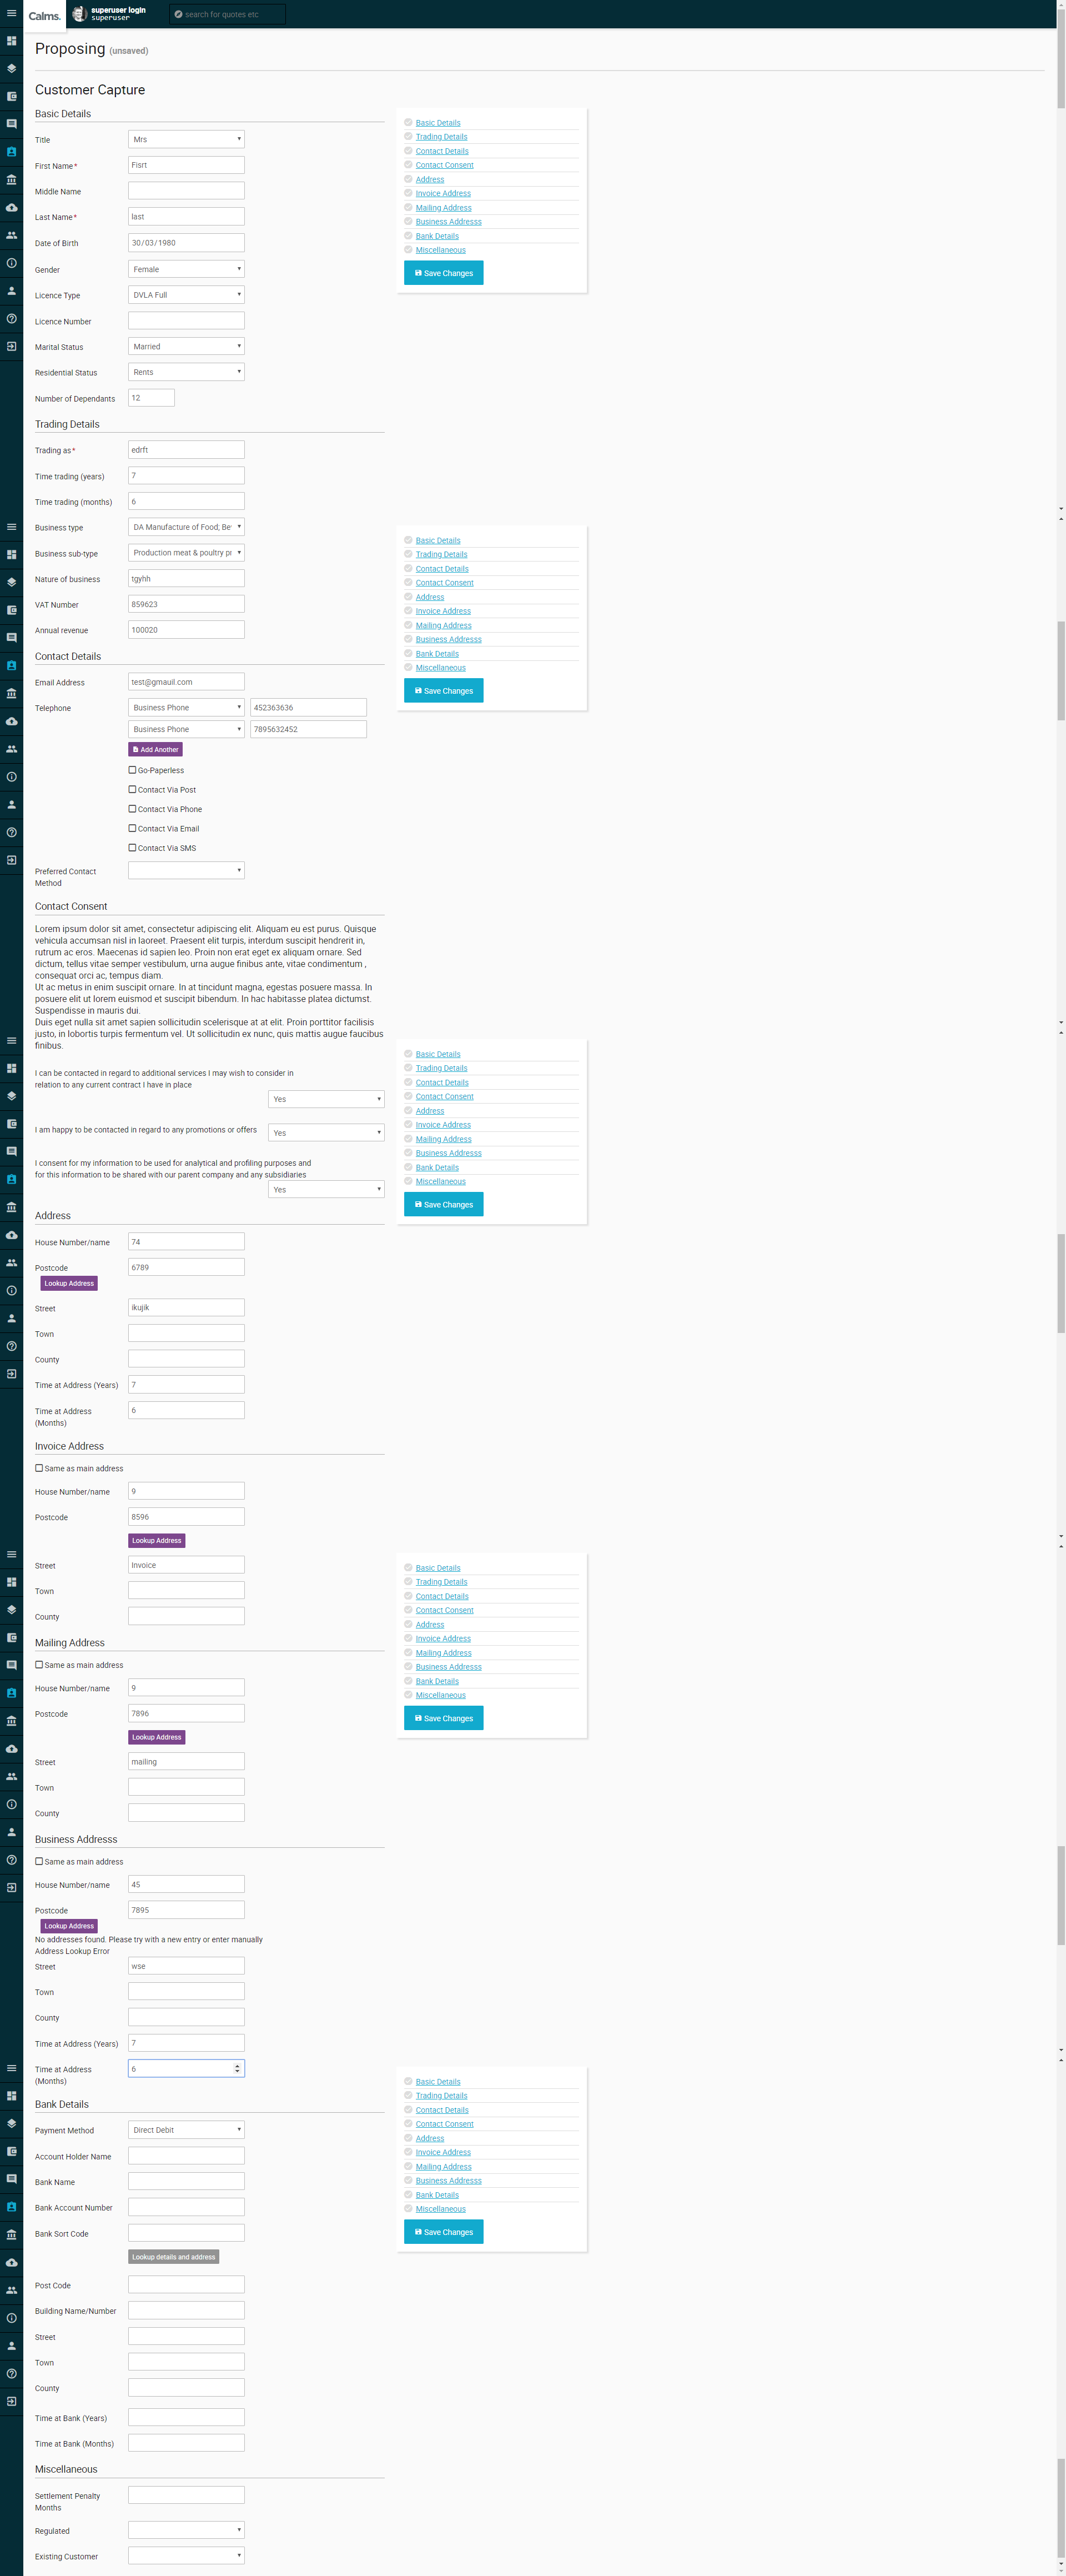 Calms.
superuser login
superuser
search for quotes etc
Proposing (unsaved)
Customer Capture
Basic Details
Title
Mrs
First Name*
Fisrt
Middle Name
Last Name*
last
Date of Birth
30/03/1980
Gender
Female
Licence Type
DVLA Full
Licence Number
Marital Status
Married
Residential Status
Rents
Number of Dependants
12
Basic Details
Trading Details
Contact Details
Contact Consent
Address
Invoice Address
Mailing Address
Business Addresss
Bank Details
Miscellaneous
Save Changes
Trading Details
Trading as*
edrft
Time trading (years)
7
Time trading (months)
6
Business type
DA Manufacture of Food; Be
Business sub-type
Production meat & poultry pr
Nature of business
tgyhh
VAT Number
859623
Annual revenue
100020
Basic Details
Trading Details
Contact Details
Contact Consent
Address
Invoice Address
Mailing Address
Business Addresss
Bank Details
Miscellaneous
Save Changes
Contact Details
Email Address
test@gmauil.com
Telephone
Business Phone
452363636
Business Phone
7895632452
Add Another
Go-Paperless
Contact Via Post
Contact Via Phone
Contact Via Email
Contact Via SMS
Preferred Contact
Method
Contact Consent
Lorem ipsum dolor sit amet, consectetur adipiscing elit. Aliquam eu est purus. Quisque
vehicula accumsan nisl in laoreet. Praesent elit turpis, interdum suscipit hendrerit in,
rutrum ac eros. Maecenas id sapien leo. Proin non erat eget ex aliquam ornare. Sed
dictum, tellus vitae semper vestibulum, urna augue finibus ante, vitae condimentum ,
consequat orci ac, tempus diam.
Ut ac metus in enim suscipit ornare. In at tincidunt magna, egestas posuere massa. In
posuere elit ut lorem euismod et suscipit bibendum. In hac habitasse platea dictumst.
Suspendisse in mauris dui.
Duis eget nulla sit amet sapien sollicitudin scelerisque at at elit. Proin porttitor facilisis
justo, in lobortis turpis fermentum vel. Ut sollicitudin ex nunc, quis mattis augue faucibus
finibus.
I can be contacted in regard to additional services I may wish to consider in
relation to any current contract I have in place
Yes
I am happy to be contacted in regard to any promotions or offers
Yes
I consent for my information to be used for analytical and profiling purposes and
for this information to be shared with our parent company and any subsidiaries
Yes
Basic Details
Trading Details
Contact Details
Contact Consent
Address
Invoice Address
Mailing Address
Business Addresss
Bank Details
Miscellaneous
Save Changes
Address
House Number/name
74
Postcode
6789
Lookup Address
Street
ikujik
Town
County
Time at Address (Years)
7
Time at Address
(Months)
6
Invoice Address
Same as main address
House Number/name
9
Postcode
8596
Lookup Address
Street
Invoice
Town
County
Basic Details
Trading Details
Contact Details
Contact Consent
Address
Invoice Address
Mailing Address
Business Addresss
Bank Details
Miscellaneous
Save Changes
Mailing Address
Same as main address
House Number/name
9
Postcode
7896
Lookup Address
Street
mailing
Town
County
Business Addresss
Same as main address
House Number/name
45
Postcode
7895
Lookup Address
No addresses found. Please try with a new entry or enter manually
Address Lookup Error
Street
wse
Town
County
Time at Address (Years)
7
Time at Address
(Months)
6
Basic Details
Trading Details
Contact Details
Contact Consent
Address
Invoice Address
Mailing Address
Business Addresss
Bank Details
Miscellaneous
Save Changes
Bank Details
Payment Method
Direct Debit
Account Holder Name
Bank Name
Bank Account Number
Bank Sort Code
Lookup details and address
Post Code
Building Name/Number
Street
Town
County
Time at Bank (Years)
Time at Bank (Months)
Miscellaneous
Settlement Penalty
Months
Regulated
Existing Customer